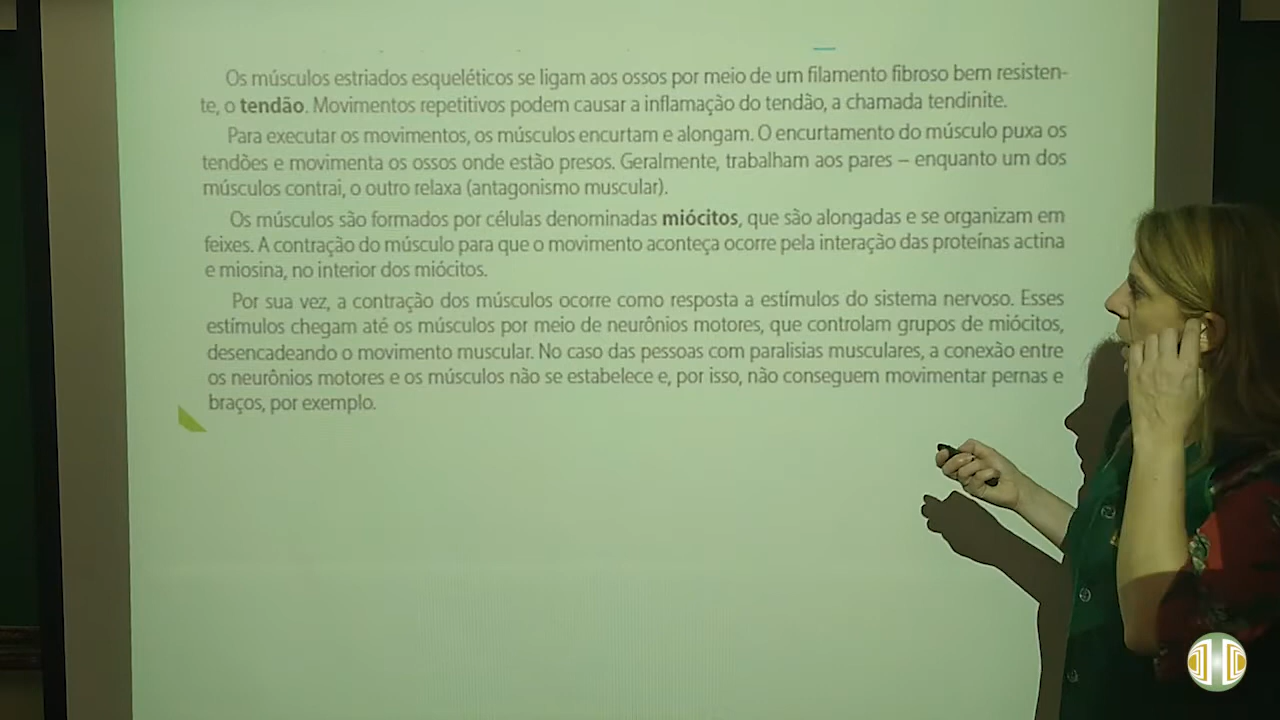 Os músculos estriados esqueléticos se ligam aos ossos por meio de um filamento fibroso bem resisten-
te, o tendão. Movimentos repetitivos podem causar a inflamação do tendão, a chamada tendinite.
Para executar os movimentos, os músculos encurtam e alongam. O encurtamento do músculo puxa os
tendões e movimenta os ossos onde estão presos. Geralmente, trabalham aos pares – enquanto um dos
músculos contrai, o outro relaxa (antagonismo muscular).
Os músculos são formados por células denominadas miócitos, que são alongadas e se organizam em
feixes. A contração do músculo para que o movimento aconteça ocorre pela interação das proteínas actina
e miosina, no interior dos miócitos.
Por sua vez, a contração dos músculos ocorre como resposta a estímulos do sistema nervoso. Esses
estímulos chegam até os músculos por meio de neurônios motores, que controlam grupos de miócitos,
desencadeando o movimento muscular. No caso das pessoas com paralisias musculares, a conexão entre
os neurônios motores e os músculos não se estabelece e, por isso, não conseguem movimentar pernas e
braços, por exemplo.